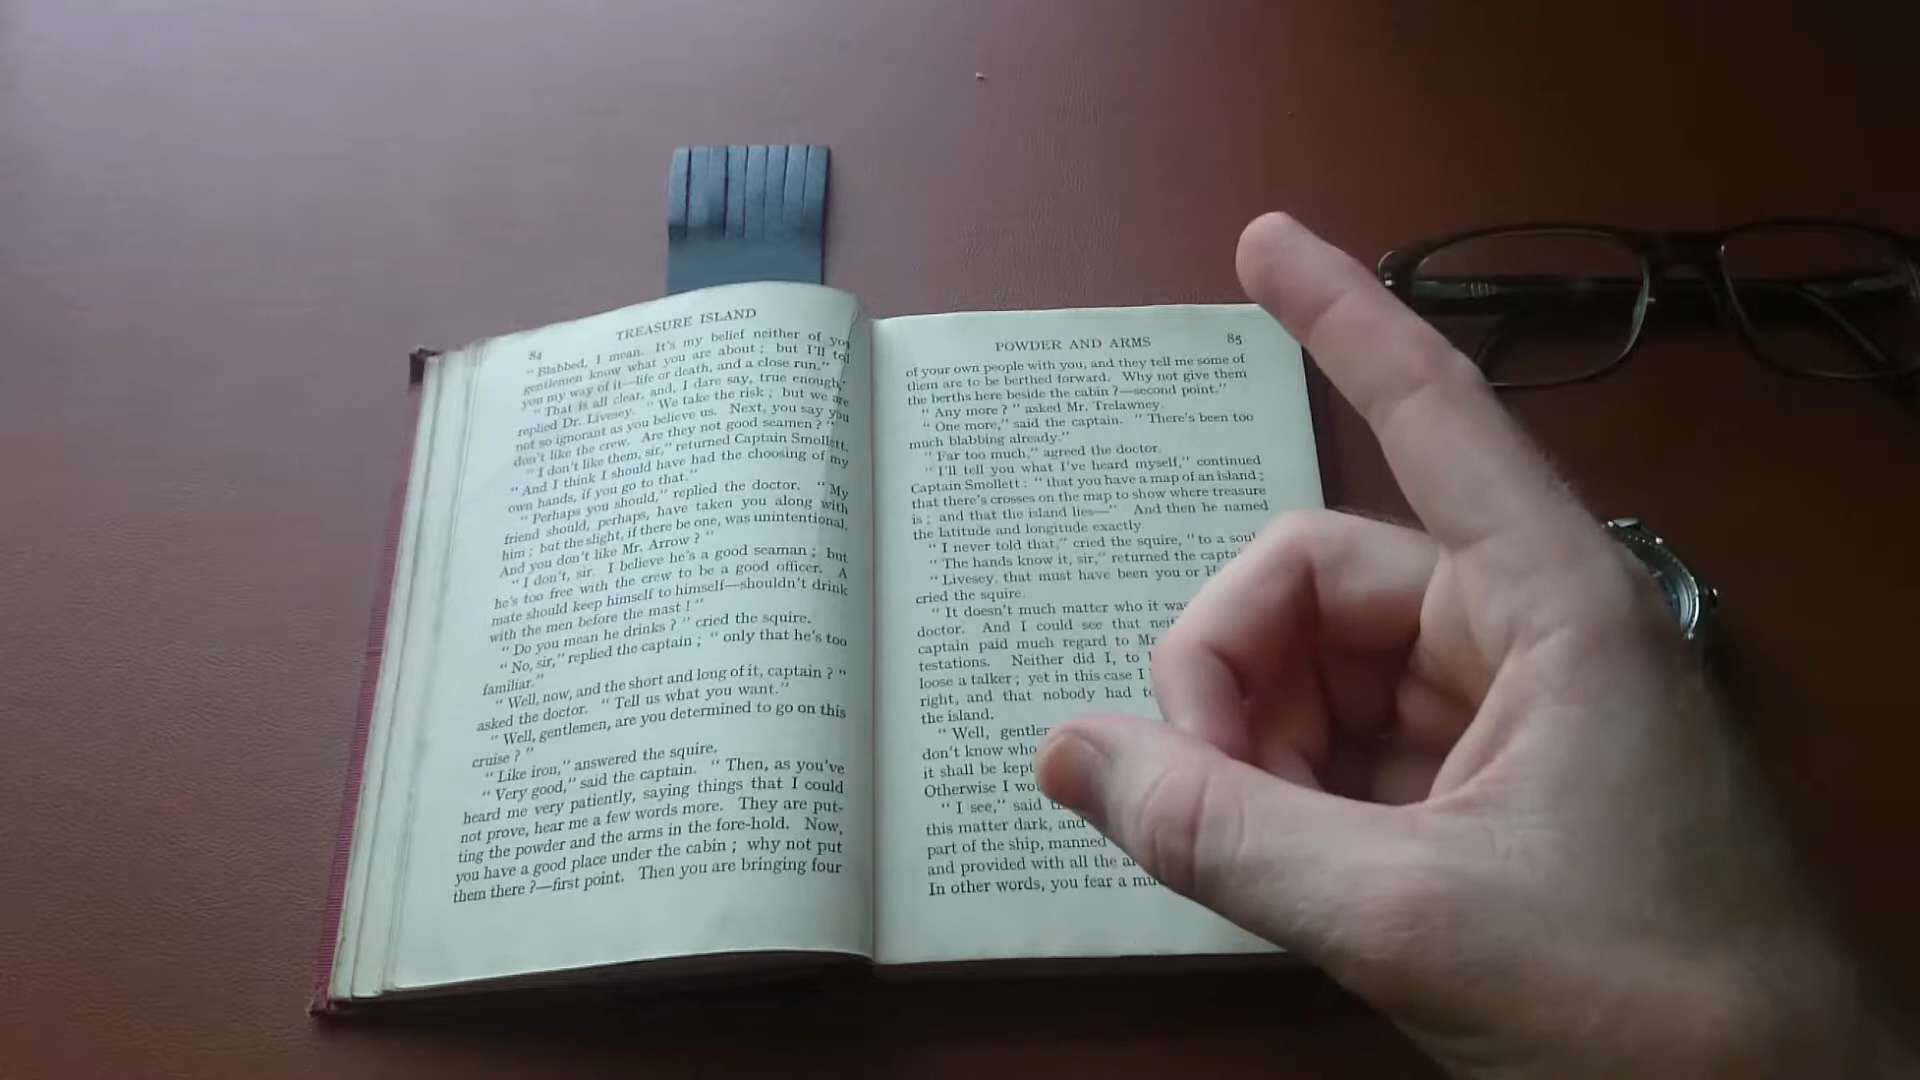 TREASURE ISLAND
84
“ Blabbed, I mean. It's my belief neither of you
gentlemen know what you are about ; but I'll tell
you my way of it—life or death, and a close run.”
“ That is all clear, and, I dare say, true enough,”
replied Dr. Livesey. “ We take the risk ; but we are
not so ignorant as you believe us. Next, you say you
don't like the crew. Are they not good seamen ? ”
“ I don't like them, sir,” returned Captain Smollett.
“ And I think I should have had the choosing of my
own hands, if you go to that.”
“ Perhaps you should,” replied the doctor. “ My
friend should, perhaps, have taken you along with
him ; but the slight, if there be one, was unintentional.
And you don't like Mr. Arrow ? ”
“ I don't, sir. I believe he's a good seaman ; but
he's too free with the crew to be a good officer. A
mate should keep himself to himself—shouldn't drink
with the men before the mast ! ”
“ Do you mean he drinks ? ” cried the squire.
“ No, sir,” replied the captain ; “ only that he's too
familiar.”
“ Well, now, and the short and long of it, captain ? ”
asked the doctor. “ Tell us what you want.”
“ Well, gentlemen, are you determined to go on this
cruise ? ”
“ Like iron,” answered the squire.
“ Very good,” said the captain. “ Then, as you've
heard me very patiently, saying things that I could
not prove, hear me a few words more. They are put-
ting the powder and the arms in the fore-hold. Now,
you have a good place under the cabin ; why not put
them there ?—first point. Then you are bringing four
POWDER AND ARMS
85
of your own people with you, and they tell me some of
them are to be berthed forward. Why not give them
the berths here beside the cabin ?—second point.”
“ Any more ? ” asked Mr. Trelawney.
“ One more,” said the captain. “ There's been too
much blabbing already.”
“ Far too much,” agreed the doctor.
“ I'll tell you what I've heard myself,” continued
Captain Smollett : “ that you have a map of an island ;
that there's crosses on the map to show where treasure
is ; and that the island lies—” And then he named
the latitude and longitude exactly.
“ I never told that,” cried the squire, “ to a soul
“ The hands know it, sir,” returned the
“ Livesey, that must have been you or
cried the squire.
“ It doesn't much matter who it was
doctor. And I could see that
captain paid much regard to Mr
testations. Neither did I, to
loose a talker ; yet in this case I
right, and that nobody had
the island.
“ Well,
don't know who
it shall be kept
Otherwise I
“ I see,” said
this matter dark, and
part of the ship, manned
and provided with all the
In other words, you fear a